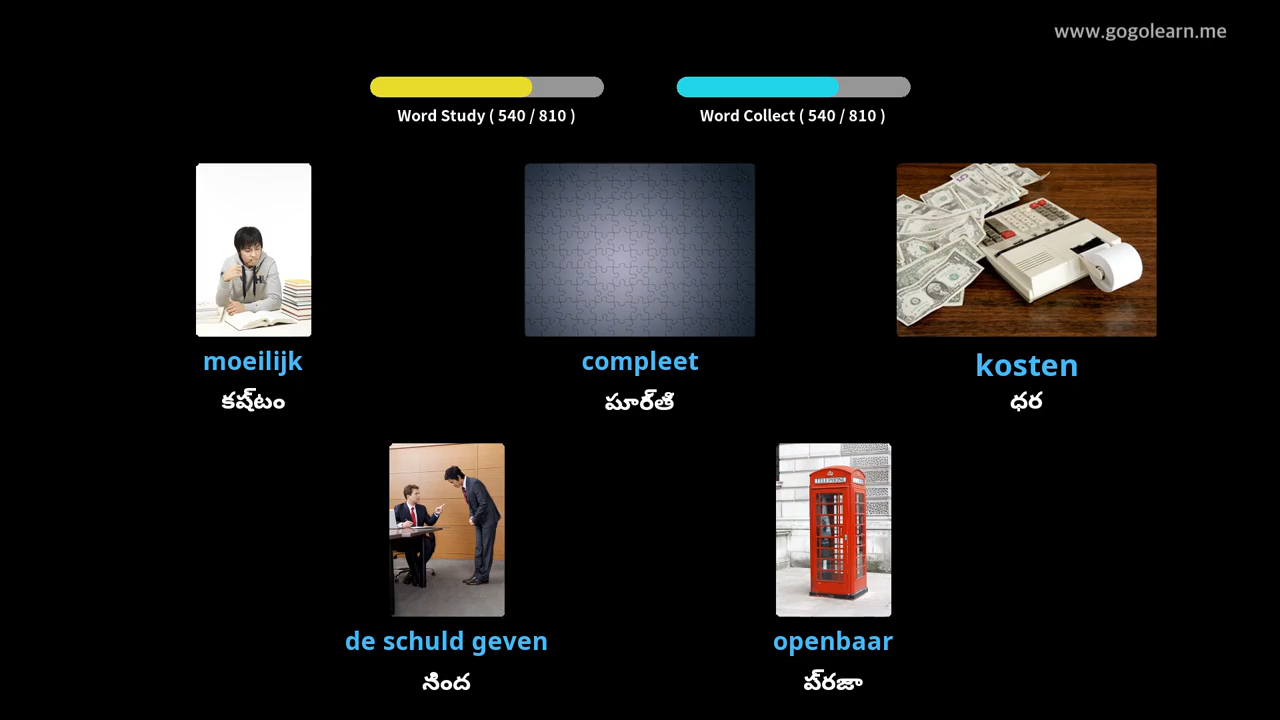 www.gogolearn.me
Word Study ( 540 / 810 )
Word Collect ( 540 / 810 )
moeilijk
compleet
kosten
కష్టం
పూర్తి
ధర
TELEPHONE
de schuld geven
openbaar
నింద
ప్రజా